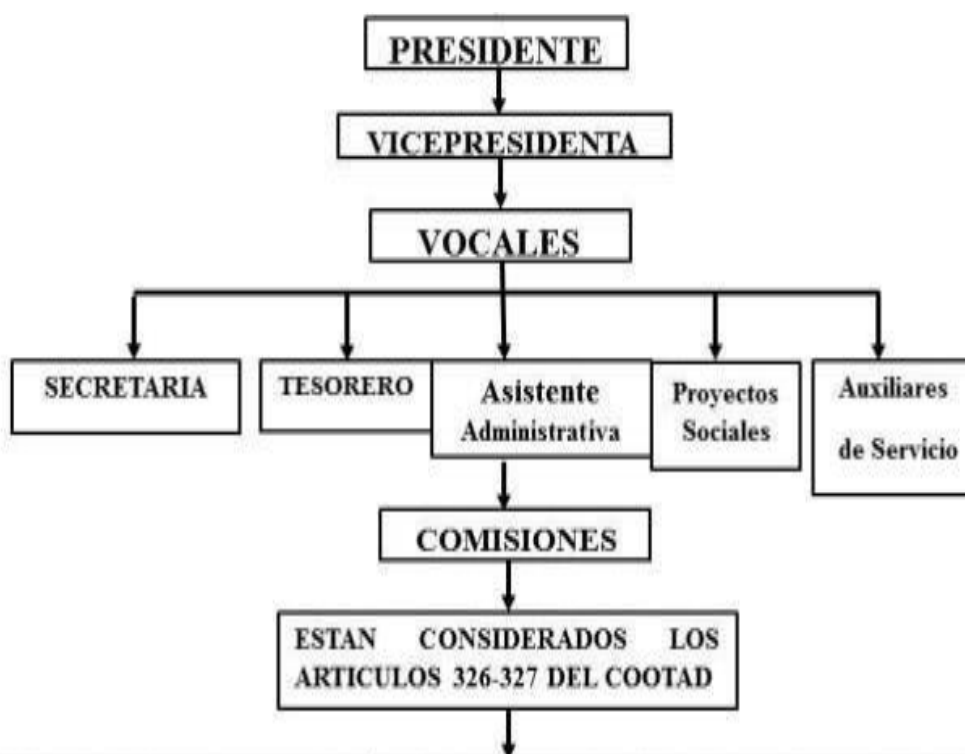 PRESIDENTE
VICEPRESIDENTA
VOCALES
SECRETARIA
TESORERO
Asistente
Administrativa
Proyectos
Sociales
Auxiliares
de Servicio
COMISIONES
ESTAN CONSIDERADOS LOS
ARTICULOS 326-327 DEL COOTAD